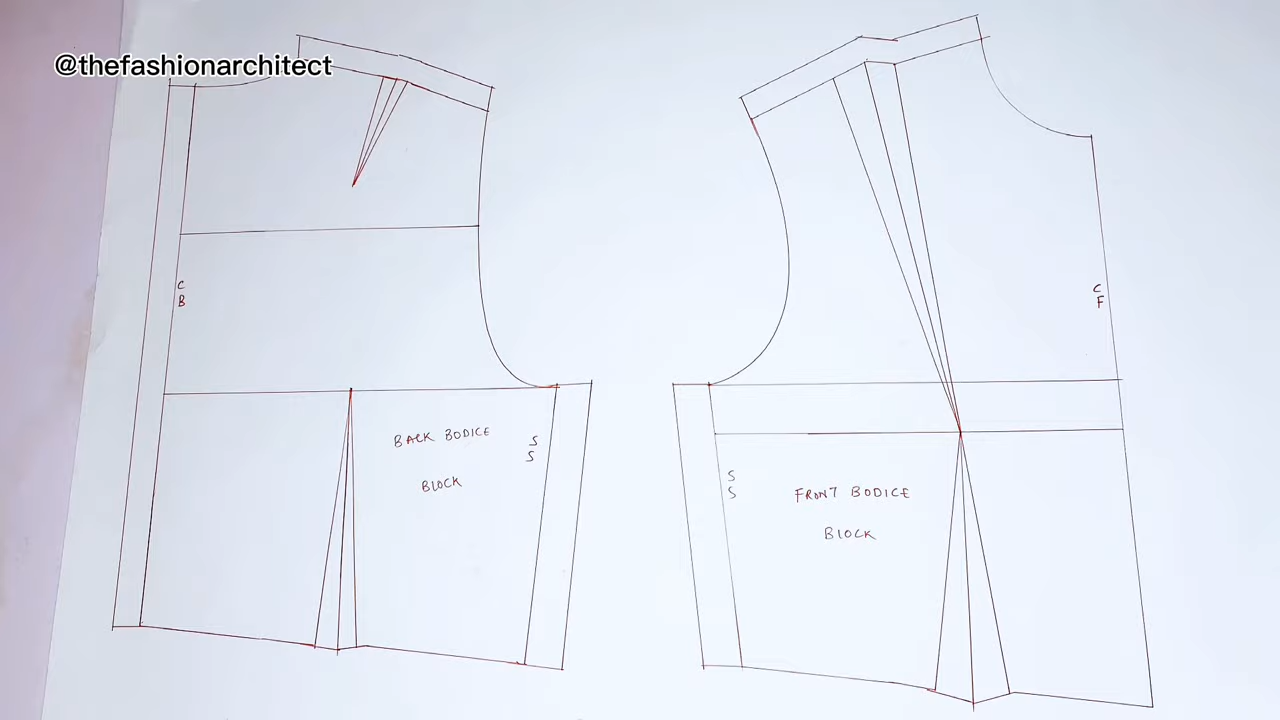 @thefashionarchitect
C
B
BACK BODICE
BLOCK
S
S
C
F
S
S
FRONT BODICE
BLOCK